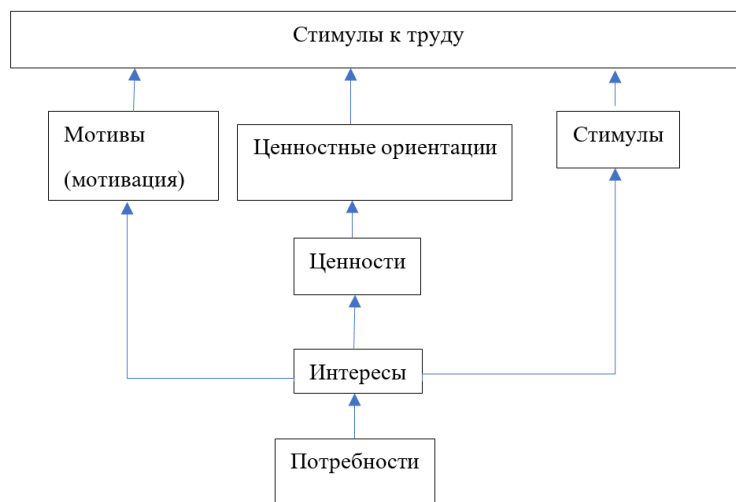 Стимулы к труду
Мотивы
(мотивация)
Ценностные ориентации
Стимулы
Ценности
Интересы
Потребности